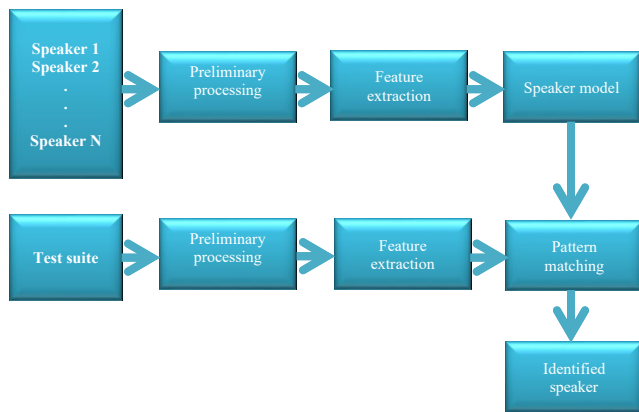 Speaker 1
Speaker 2
.
.
.
Speaker N
Preliminary
processing
Feature
extraction
Speaker model
Test suite
Preliminary
processing
Feature
extraction
Pattern
matching
Identified
speaker